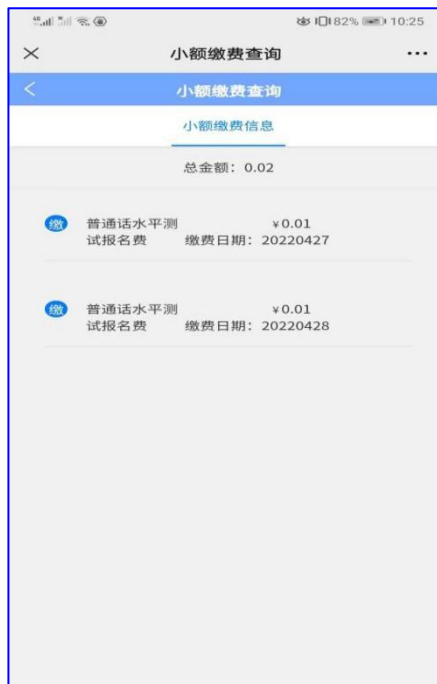 82% 10:25
小额缴费查询
小额缴费查询
小额缴费信息
总金额：0.02
缴 普通话水平测 ¥0.01
试报名费 缴费日期：20220427
缴 普通话水平测 ¥0.01
试报名费 缴费日期：20220428